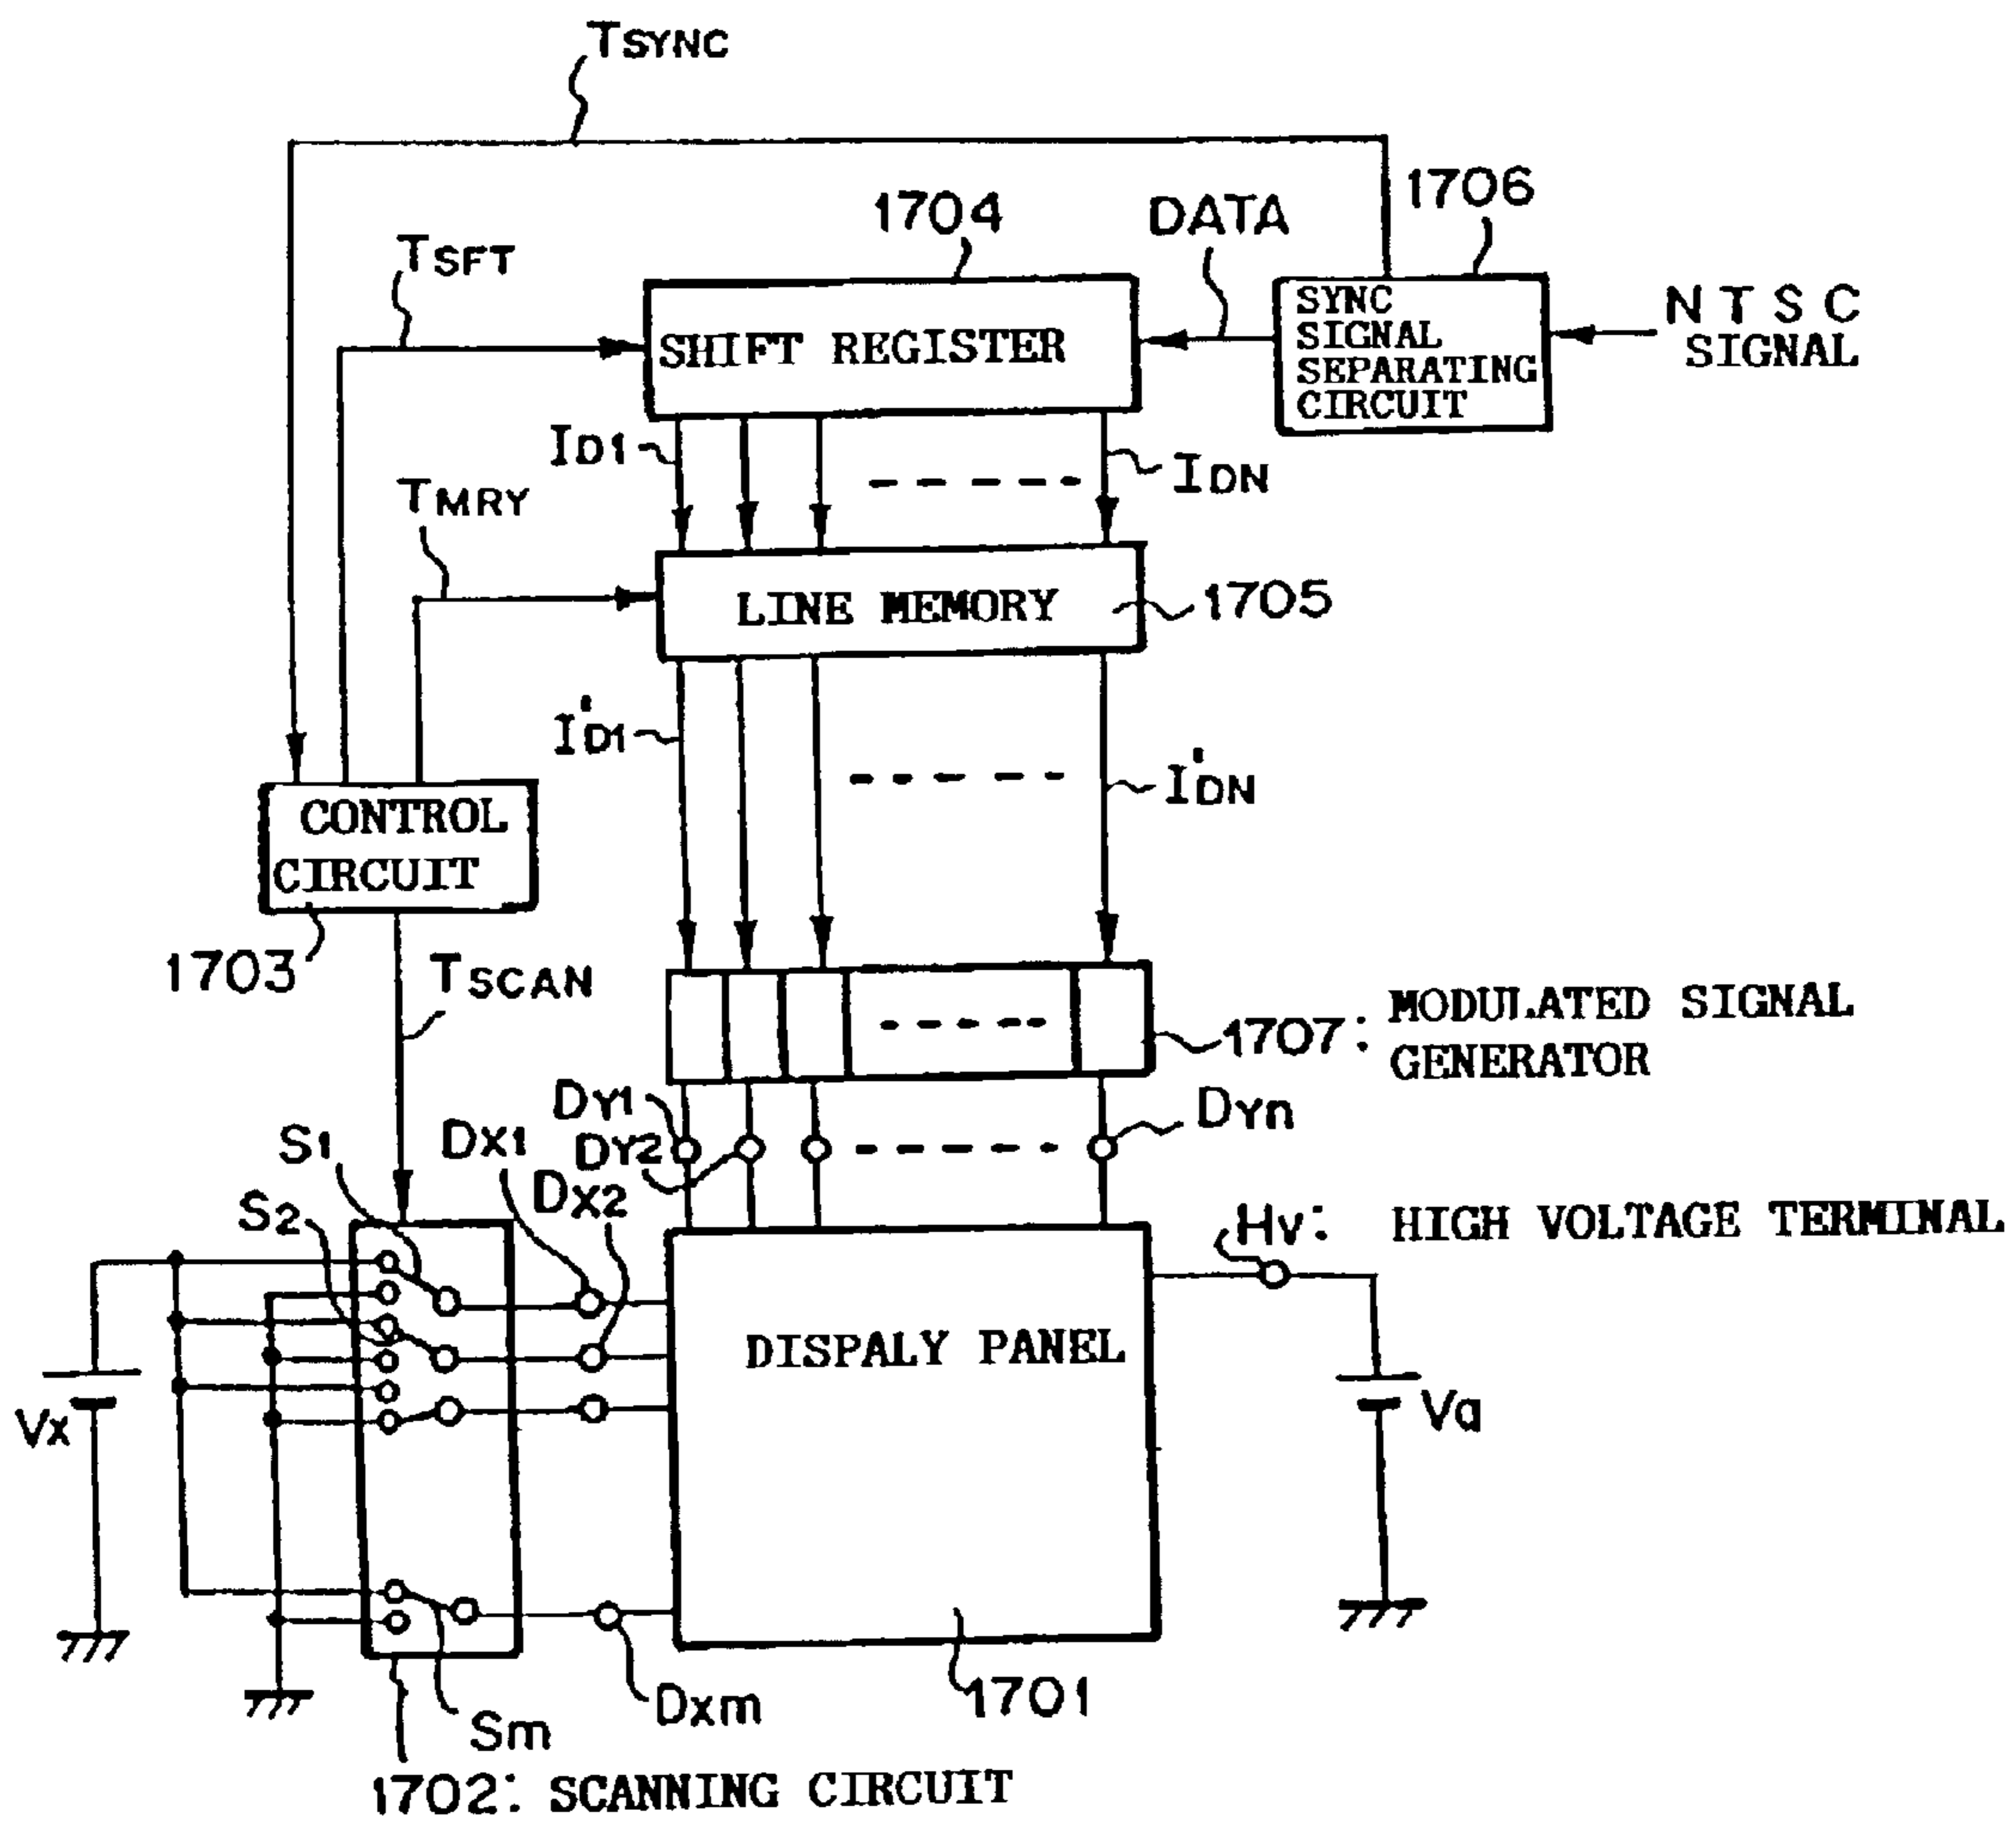 TSYNC
1706
1704
DATA
TSFT
SYNC
SIGNAL
SEPARATING
CIRCUIT
N T S C
SIGNAL
SHIFT REGISTER
ID1
IDN
TMRY
LINE MEMORY
1705
I'D1
I'DN
CONTROL
CIRCUIT
1703
TSCAN
1707: MODULATED SIGNAL
GENERATOR
DY1
DYn
S1
DX1
DY2
DX2
S2
Hv: HIGH VOLTAGE TERMINAL
DISPALY PANEL
Vx
Va
Dxm
1701
Sm
1702: SCANNING CIRCUIT